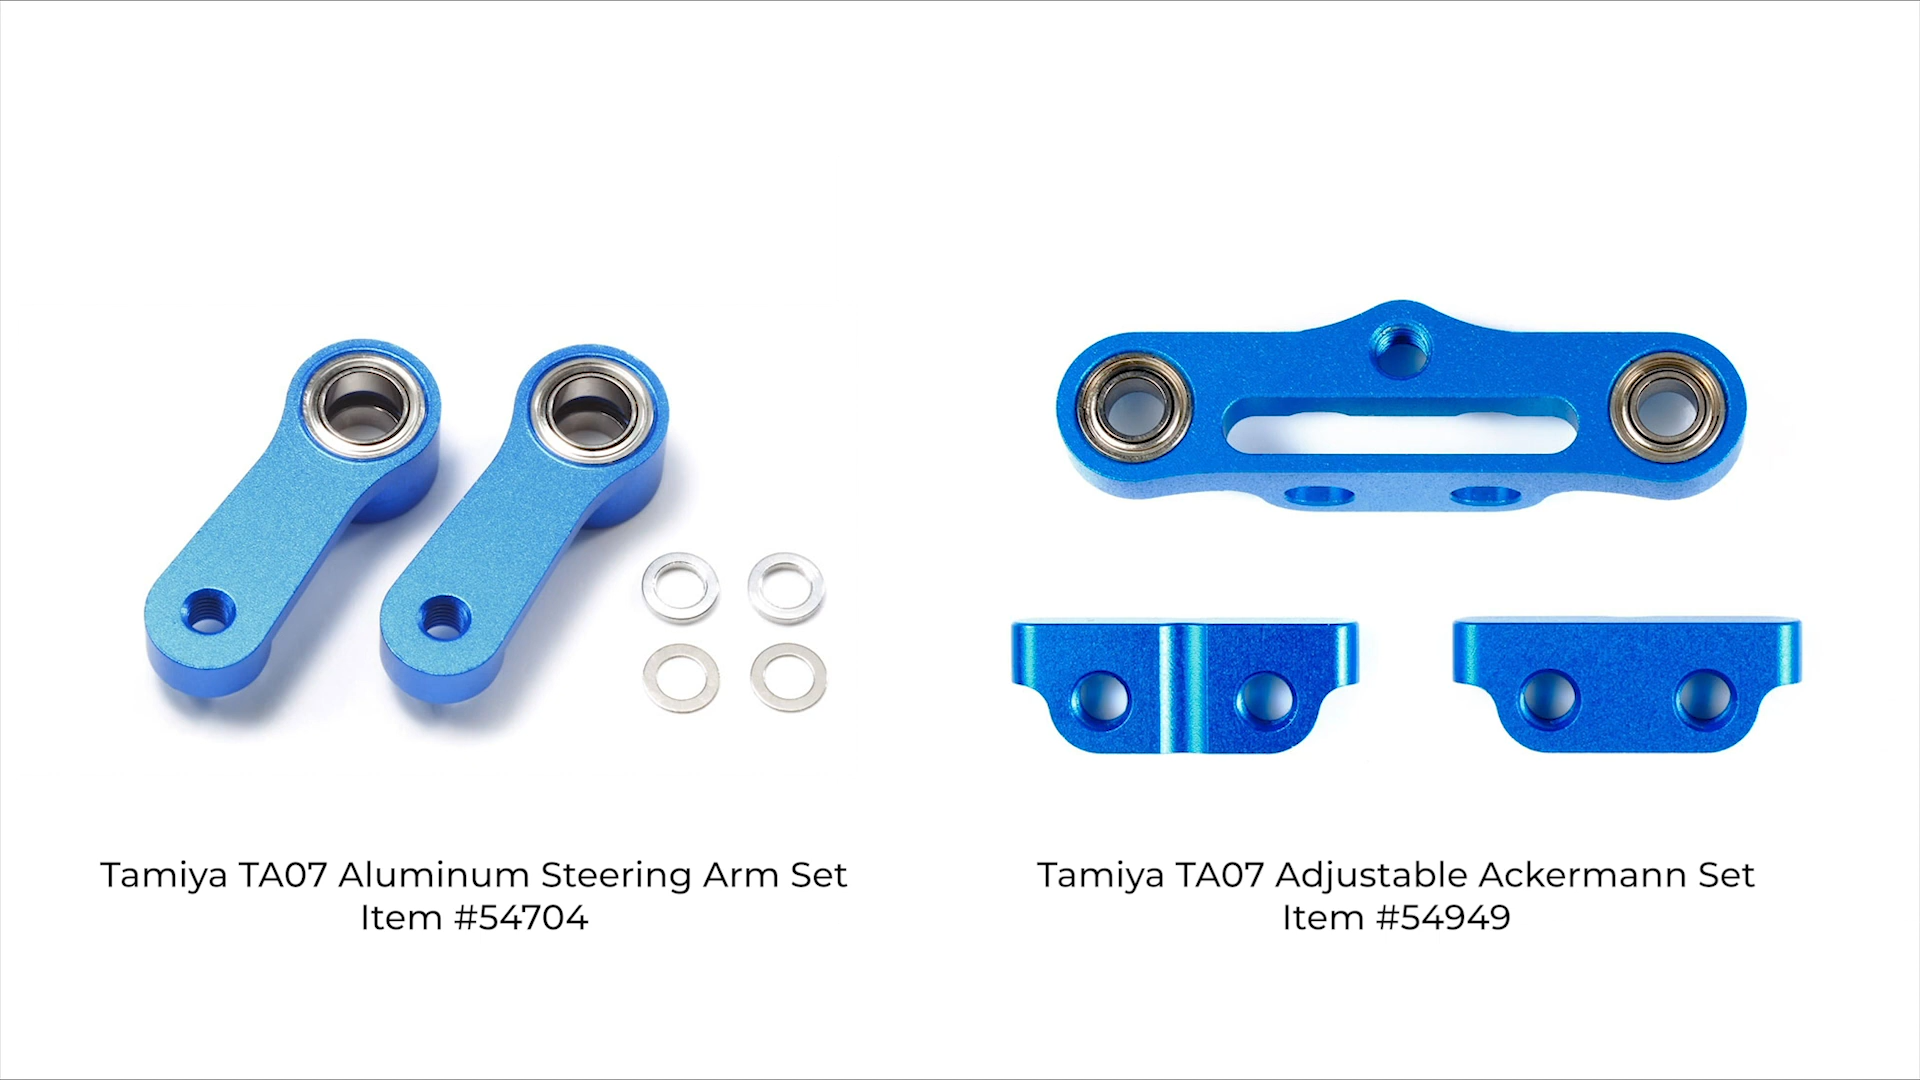 Tamiya TA07 Aluminum Steering Arm Set
Item #54704
Tamiya TA07 Adjustable Ackermann Set
Item #54949